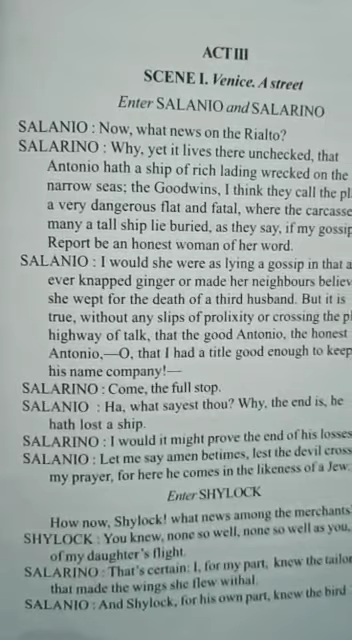 ACT III
SCENE I. Venice. A street
Enter SALANIO and SALARINO
SALANIO : Now, what news on the Rialto?
SALARINO : Why, yet it lives there unchecked, that
Antonio hath a ship of rich lading wrecked on the
narrow seas; the Goodwins, I think they call the
a very dangerous flat and fatal, where the carcasse
many a tall ship lie buried, as they say, if my gossip
Report be an honest woman of her word.
SALANIO : I would she were as lying a gossip in that a
ever knapped ginger or made her neighbours believ
she wept for the death of a third husband. But it is
true, without any slips of prolixity or crossing the
highway of talk, that the good Antonio, the honest
Antonio,—O, that I had a title good enough to keep
his name company!—
SALARINO : Come, the full stop.
SALANIO : Ha, what sayest thou? Why, the end is, he
hath lost a ship.
SALARINO : I would it might prove the end of his losses
SALANIO : Let me say amen betimes, lest the devil cross
my prayer, for here he comes in the likeness of a Jew.
Enter SHYLOCK
How now, Shylock! what news among the merchants
SHYLOCK : You knew, none so well, none so well as you,
of my daughter's flight.
SALARINO : That's certain: I, for my part, knew the tailor
that made the wings she flew withal.
SALANIO : And Shylock, for his own part, knew the bird